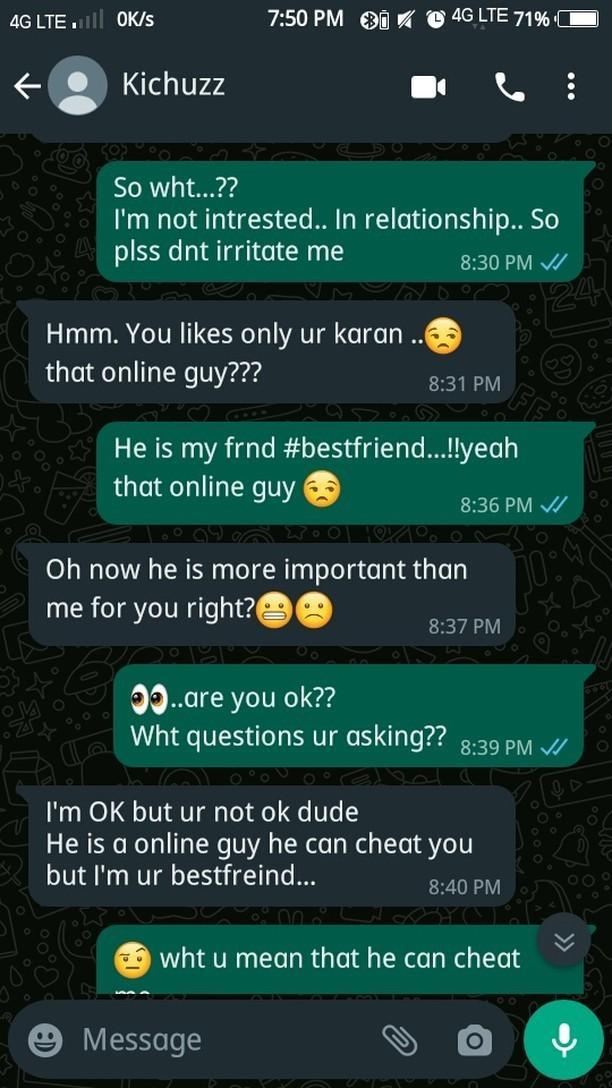 4G LTE 0K/s 7:50 PM 4G LTE 71%
Kichuzz
So wht...??
I'm not intrested.. In relationship.. So
plss dnt irritate me 8:30 PM
Hmm. You likes only ur karan ..😒
that online guy??? 8:31 PM
He is my frnd #bestfriend...!!yeah
that online guy 😒 8:36 PM
Oh now he is more important than
me for you right?😬🙁 8:37 PM
👀..are you ok??
Wht questions ur asking?? 8:39 PM
I'm OK but ur not ok dude
He is a online guy he can cheat you
but I'm ur bestfreind... 8:40 PM
🤨 wht u mean that he can cheat
Message